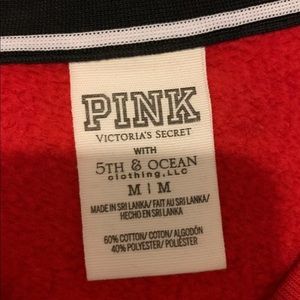 PINK
VICTORIA'S SECRET
WITH
5TH & OCEAN
clothing, LLC
M | M
MADE IN SRI LANKA/ FAIT AU SRI LANKA/
HECHO EN SRI LANKA
60% COTTON/ COTON/ ALGODÓN
40% POLYESTER/ POLIÉSTER